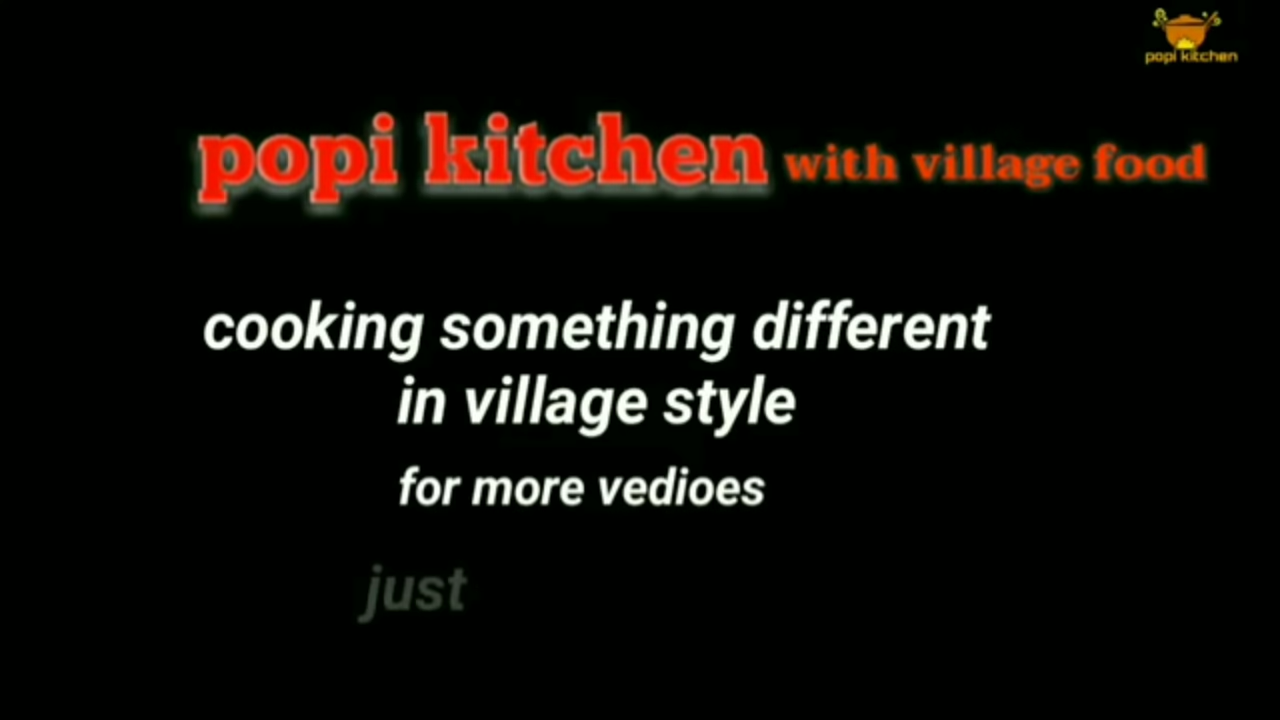 popi kitchen
popi kitchen with village food
cooking something different
in village style
for more vedioes
just